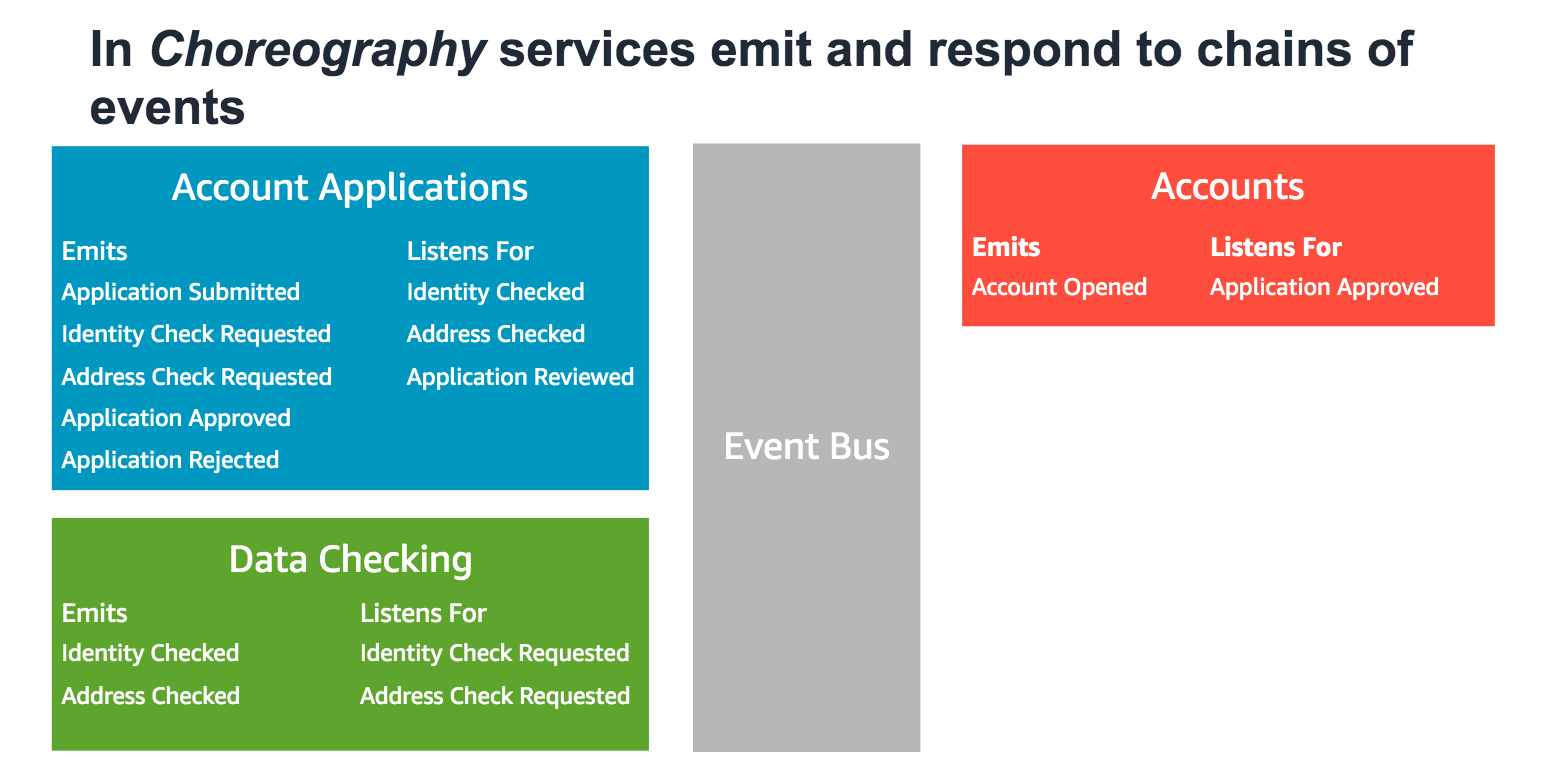 In Choreography services emit and respond to chains of
events
Account Applications
Emits
Listens For
Application Submitted
Identity Checked
Identity Check Requested
Address Checked
Address Check Requested
Application Reviewed
Application Approved
Application Rejected
Data Checking
Emits
Listens For
Identity Checked
Identity Check Requested
Address Checked
Address Check Requested
Event Bus
Accounts
Emits
Listens For
Account Opened
Application Approved